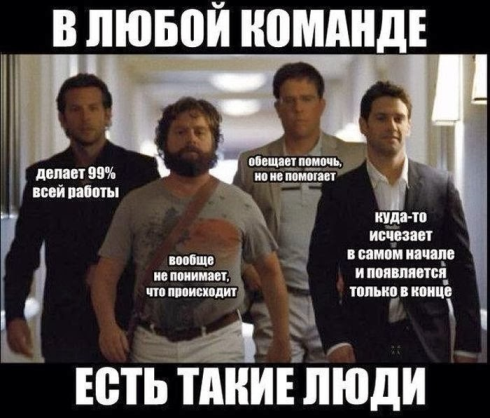 В ЛЮБОЙ КОМАНДЕ
делает 99%
всей работы
обещает помочь,
но не помогает
вообще
не понимает,
что происходит
куда-то
исчезает
в самом начале
и появляется
только в конце
ЕСТЬ ТАКИЕ ЛЮДИ